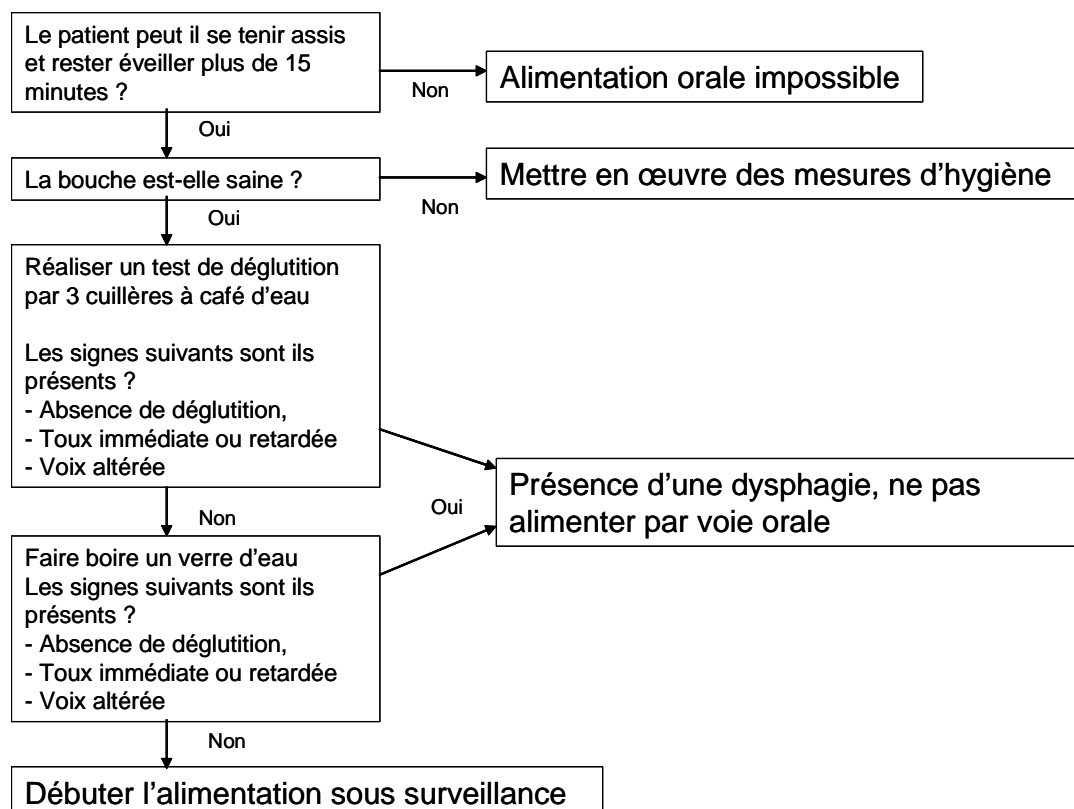 Le patient peut il se tenir assis
et rester éveiller plus de 15
minutes ?
Non
Alimentation orale impossible
Oui
La bouche est-elle saine ?
Non
Mettre en œuvre des mesures d’hygiène
Oui
Réaliser un test de déglutition
par 3 cuillères à café d’eau
Les signes suivants sont ils
présents ?
- Absence de déglutition,
- Toux immédiate ou retardée
- Voix altérée
Oui
Présence d’une dysphagie, ne pas
alimenter par voie orale
Non
Faire boire un verre d’eau
Les signes suivants sont ils
présents ?
- Absence de déglutition,
- Toux immédiate ou retardée
- Voix altérée
Non
Débuter l’alimentation sous surveillance